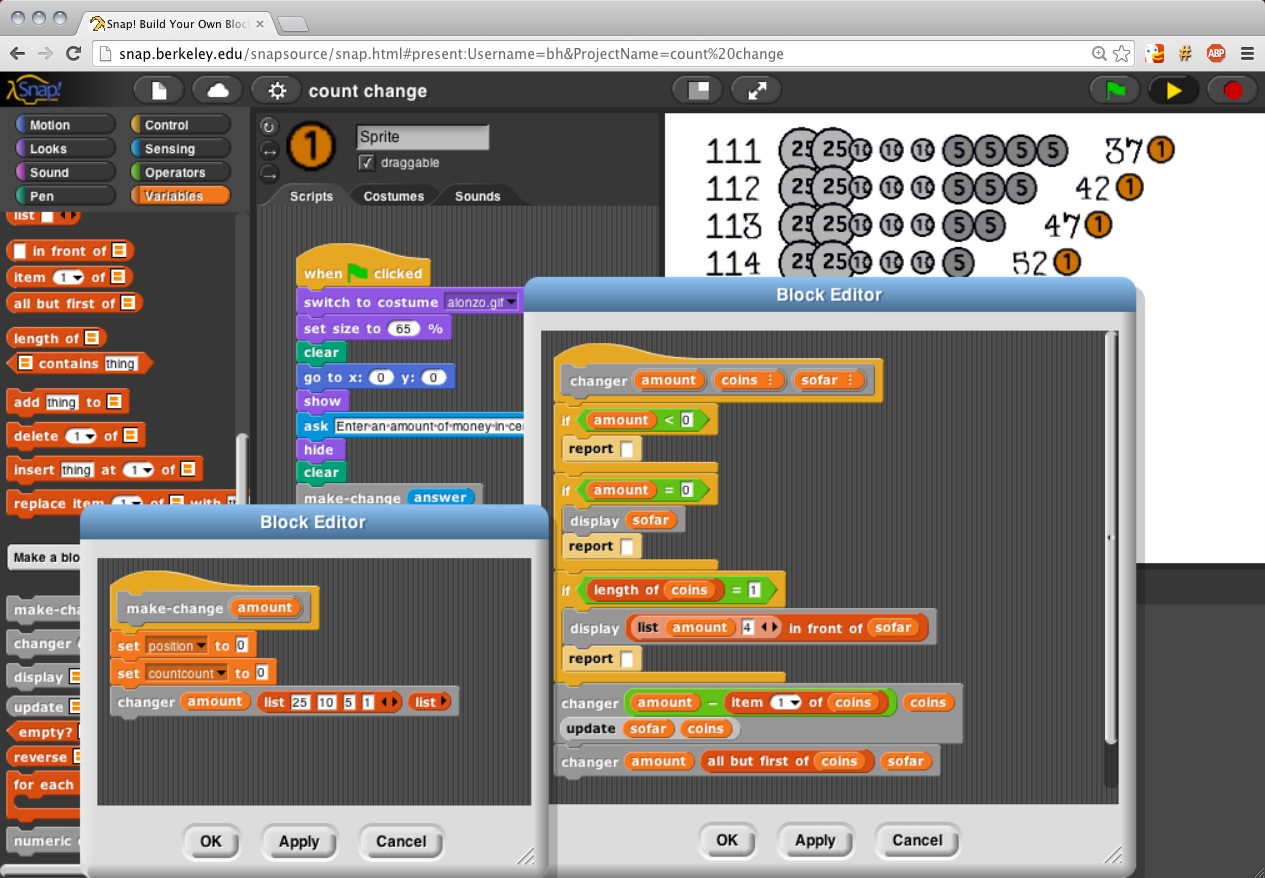 Snap! Build Your Own Bloc
snap.berkeley.edu/snapsource/snap.html#present:Username=bh&ProjectName=count%20change
ABP
λSnap!
count change
Motion
Control
Looks
Sensing
Sound
Operators
Pen
Variables
list
in front of
item 1 of
all but first of
length of
contains thing
add thing to
delete 1 of
insert thing at 1 of
replace item 1 of with
Make a blo
make-cha
changer
display
update
empty?
reverse
for each
numeric
1
Sprite
draggable
Scripts
Costumes
Sounds
when clicked
switch to costume alonzo.gif
set size to 65 %
clear
go to x: 0 y: 0
show
ask Enter an amount of money in ce
hide
clear
make-change answer
111 25 25 10 10 10 5 5 5 5 37 1
112 25 25 10 10 10 5 5 5 42 1
113 25 25 10 10 10 5 5 47 1
114 25 25 10 10 10 5 52 1
Block Editor
make-change amount
set position to 0
set countcount to 0
changer amount list 25 10 5 1 list
OK
Apply
Cancel
Block Editor
changer amount coins ⋮ sofar ⋮
if amount < 0
report
if amount = 0
display sofar
report
if length of coins = 1
display list amount 4 in front of sofar
report
changer amount − item 1 of coins coins
update sofar coins
changer amount all but first of coins sofar
OK
Apply
Cancel